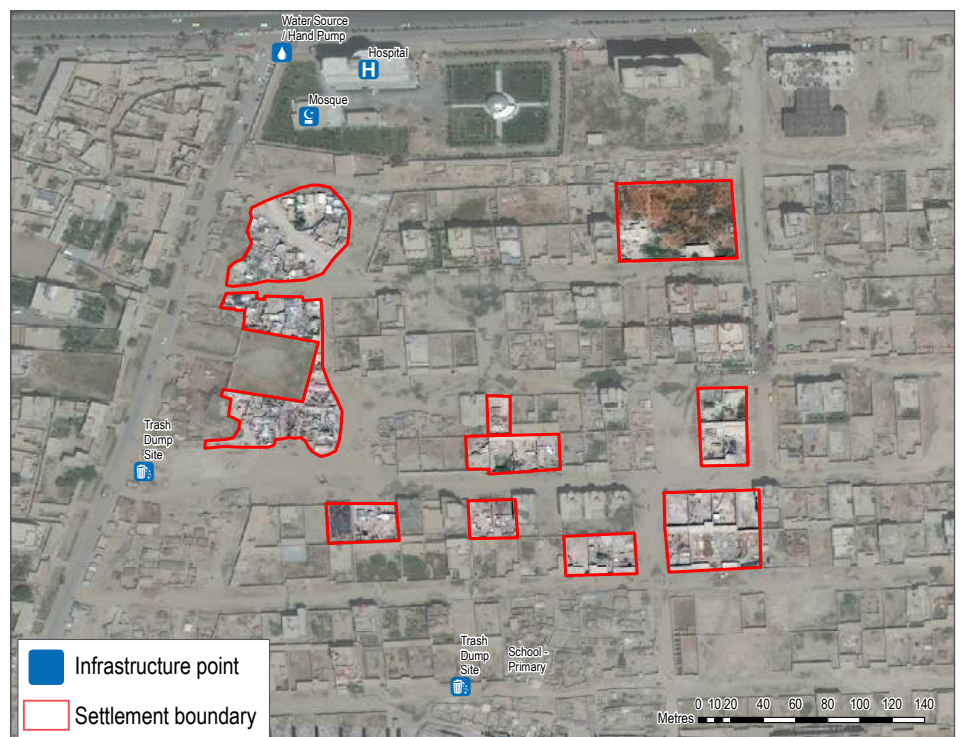 Water Source
/ Hand Pump
Hospital
H
Mosque
Trash
Dump
Site
Trash
Dump
Site
School -
Primary
Infrastructure point
Settlement boundary
Metres
0 10 20 40 60 80 100 120 140